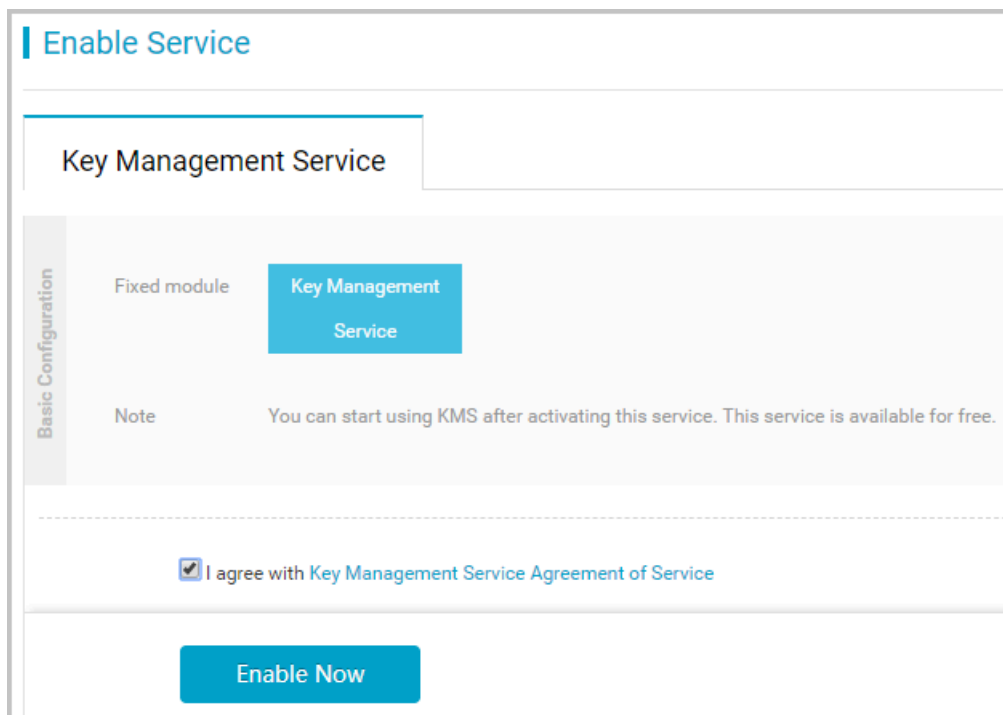 Enable Service
Key Management Service
Basic Configuration
Fixed module
Key Management
Service
Note
You can start using KMS after activating this service. This service is available for free.
I agree with Key Management Service Agreement of Service
Enable Now